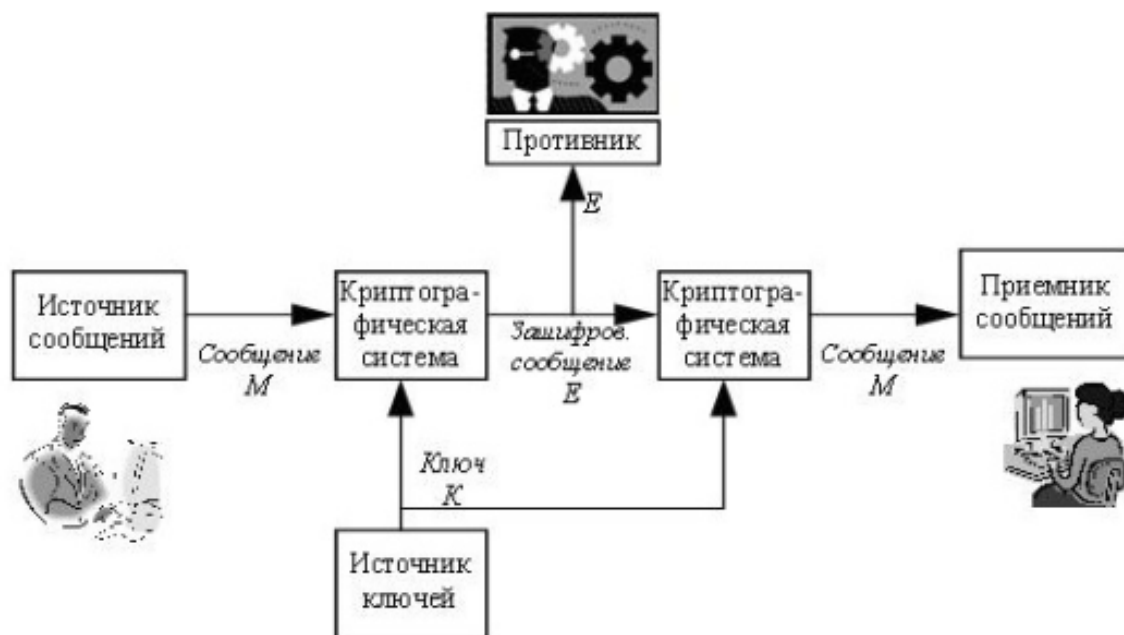 Противник
E
Источник
сообщений
Сообщение
M
Криптогра-
фическая
система
Зашифров.
сообщение
E
Криптогра-
фическая
система
Сообщение
M
Приемник
сообщений
Ключ
K
Источник
ключей